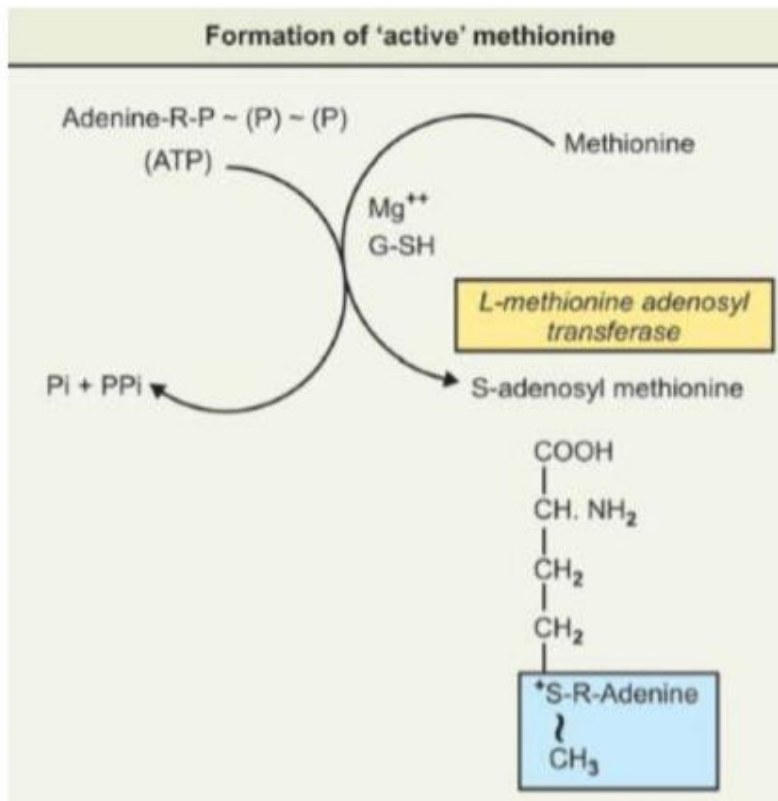 Formation of ‘active’ methionine
Adenine-R-P ~ (P) ~ (P)
(ATP)
Methionine
Mg⁺⁺
G-SH
L-methionine adenosyl
transferase
Pi + PPi
S-adenosyl methionine
COOH
CH. NH₂
CH₂
CH₂
⁺S-R-Adenine
CH₃